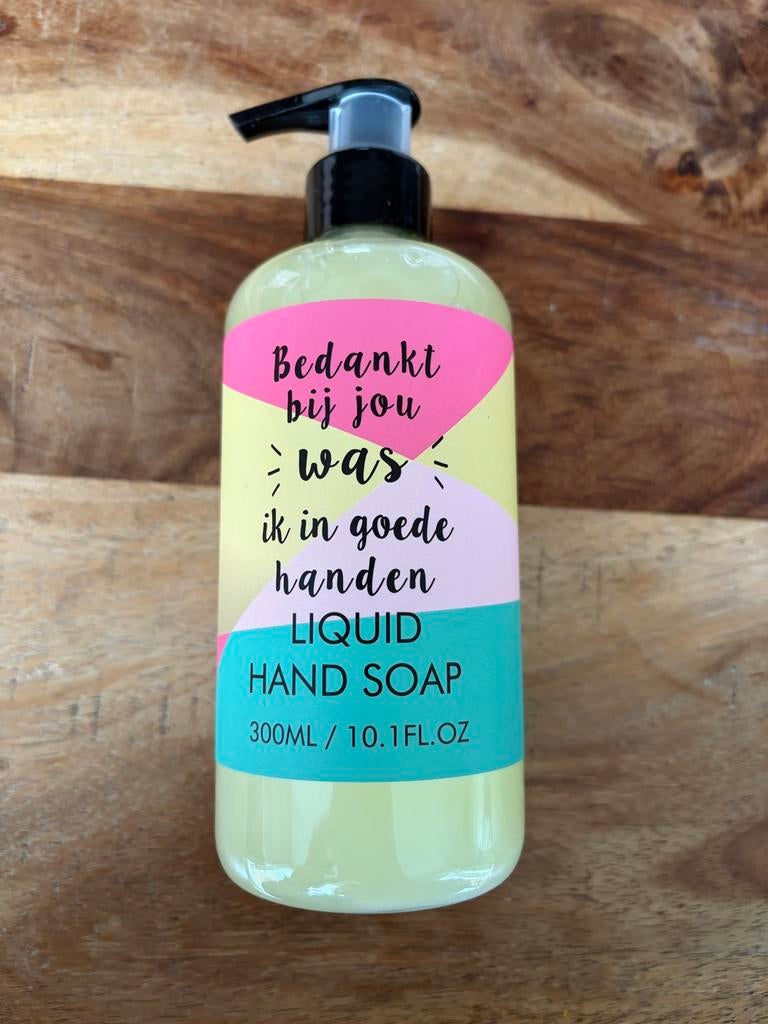 Bedankt
bij jou
was
ik in goede
handen
LIQUID
HAND SOAP
300ML / 10.1FL.OZ